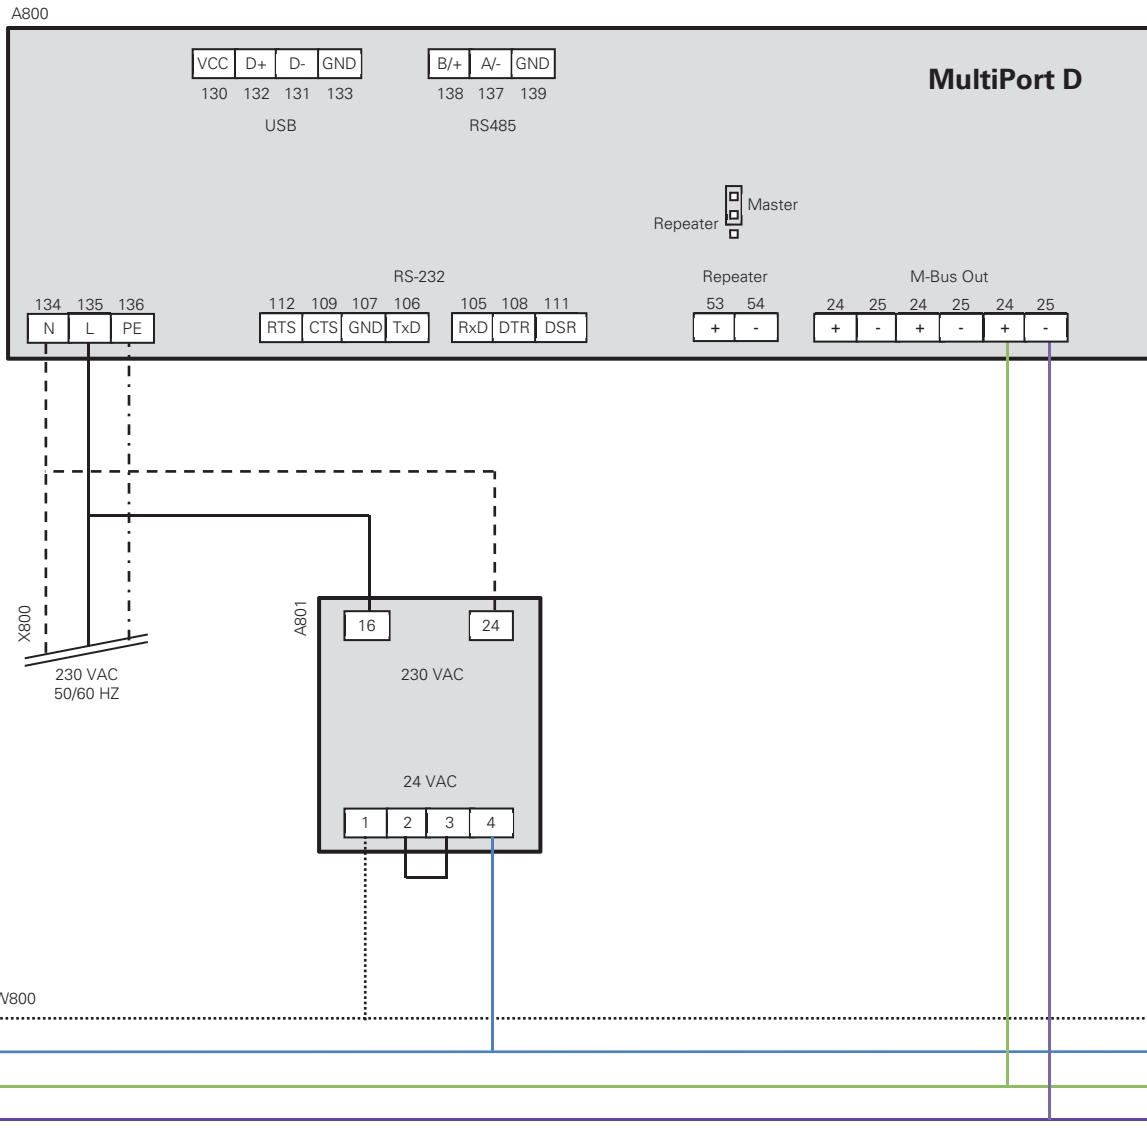 A800
VCC D+ D- GND
130 132 131 133
USB
B/+ A/- GND
138 137 139
RS485
MultiPort D
Master
Repeater
134 135 136
N L PE
RS-232
112 109 107 106 105 108 111
RTS CTS GND TxD RxD DTR DSR
Repeater
53 54
+ -
M-Bus Out
24 25 24 25 24 25
+ - + - + -
X800
230 VAC
50/60 HZ
A801
16 24
230 VAC
24 VAC
1 2 3 4
W800